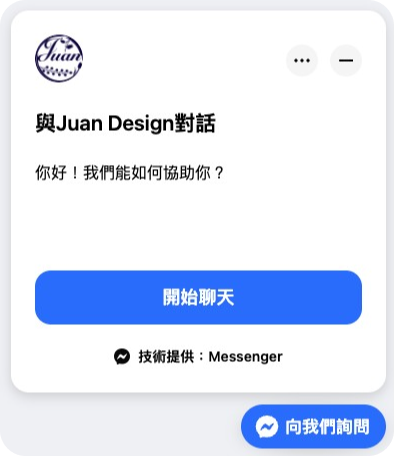 Juan
與Juan Design對話
你好！我們能如何協助你？
開始聊天
技術提供：Messenger
向我們詢問